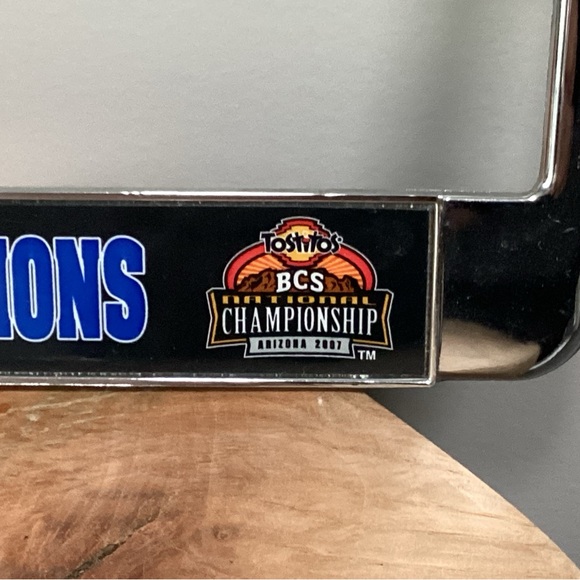 IONS
TOSTITOS
BCS
NATIONAL
CHAMPIONSHIP
ARIZONA 2007
TM